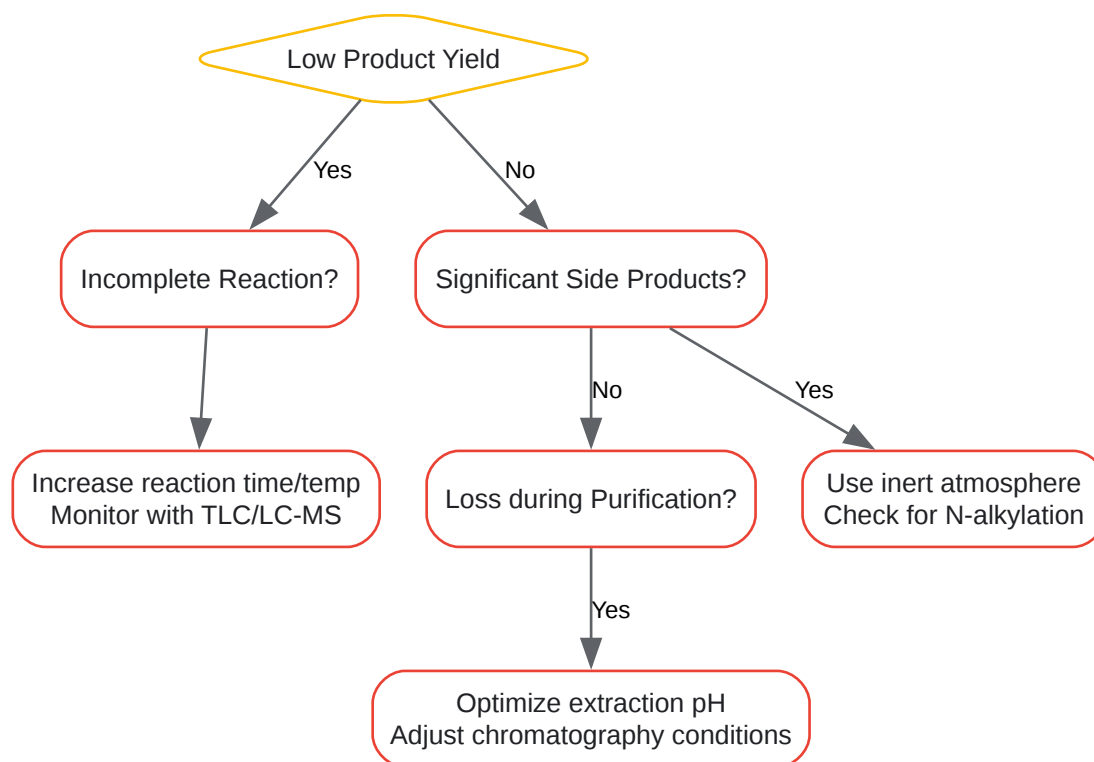 Low Product Yield
Yes
No
Incomplete Reaction?
Significant Side Products?
No
Yes
Increase reaction time/temp
Monitor with TLC/LC-MS
Loss during Purification?
Use inert atmosphere
Check for N-alkylation
Yes
Optimize extraction pH
Adjust chromatography conditions